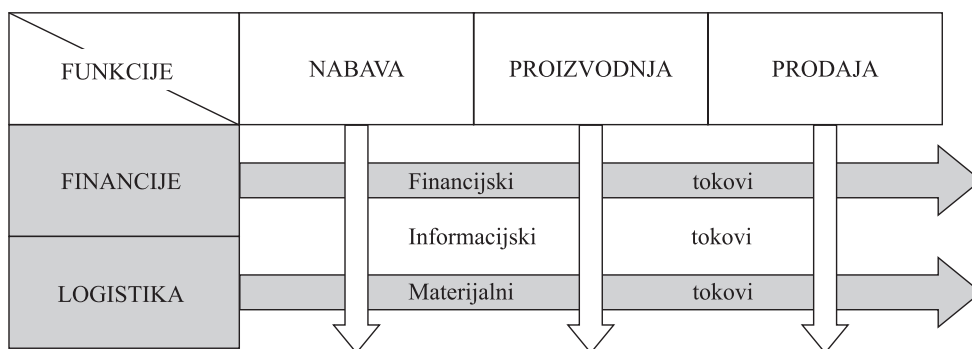 FUNKCIJE NABAVA PROIZVODNJA PRODAJA
FINANCIJE Financijski tokovi
Informacijski tokovi
LOGISTIKA Materijalni tokovi